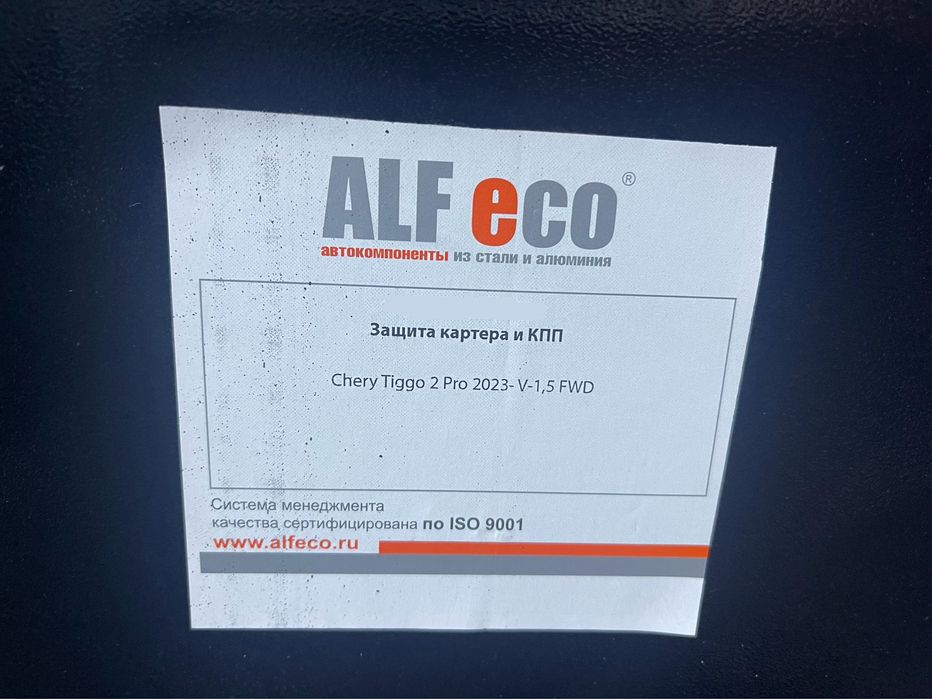 ALF eco®
автокомпоненты из стали и алюминия
Защита картера и КПП
Chery Tiggo 2 Pro 2023- V-1,5 FWD
Система менеджмента
качества сертифицирована по ISO 9001
www.alfeco.ru